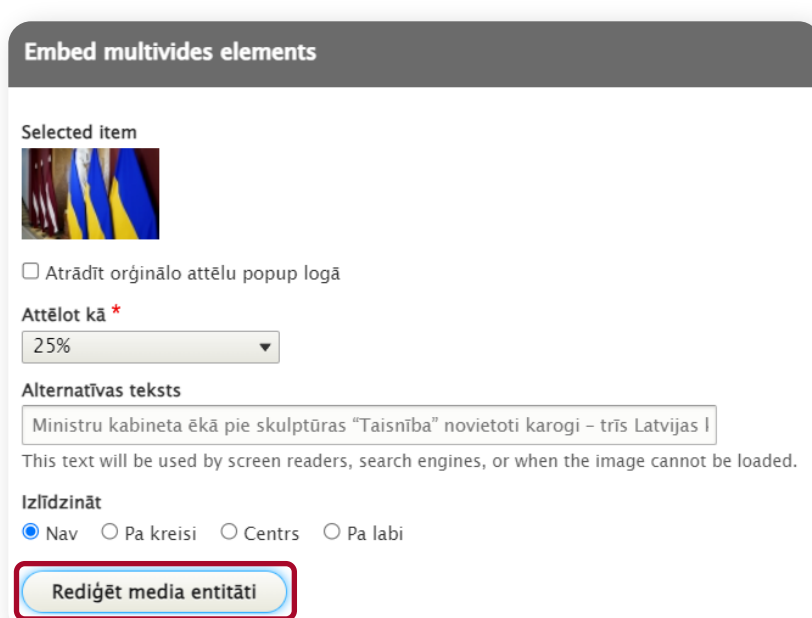 Embed multivides elements
Selected item
Atrādīt orģinālo attēlu popup logā
Attēlot kā *
25%
Alternatīvas teksts
Ministru kabineta ēkā pie skulptūras “Taisnība” novietoti karogi – trīs Latvijas
This text will be used by screen readers, search engines, or when the image cannot be loaded.
Izlīdzināt
Nav Pa kreisi Centrs Pa labi
Rediģēt media entitāti